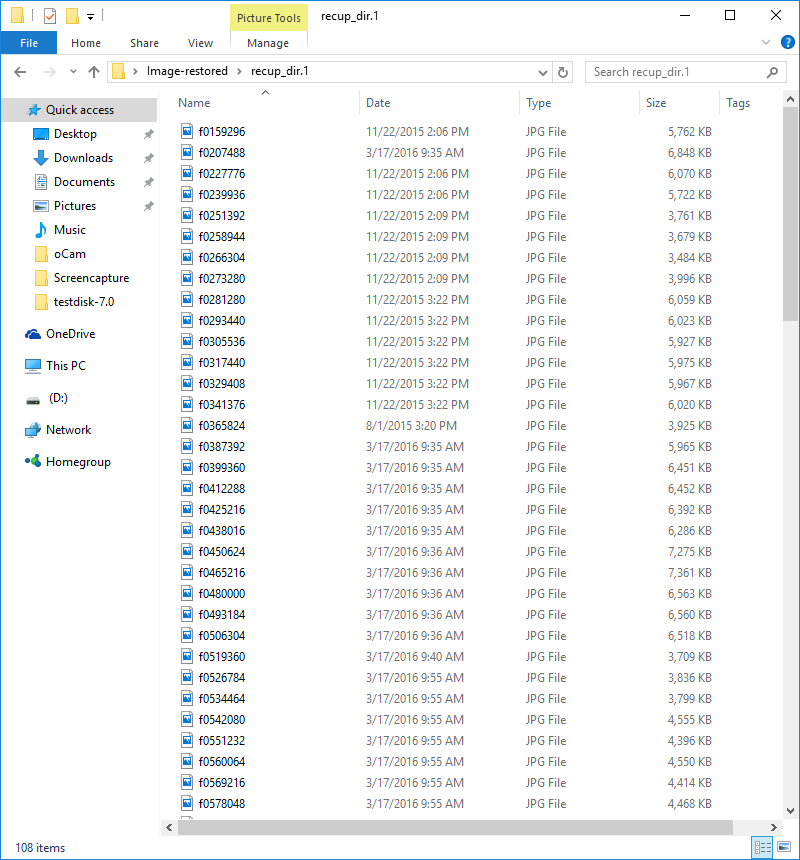 Picture Tools recup_dir.1
File Home Share View Manage
Image-restored recup_dir.1 Search recup_dir.1
Name Date Type Size Tags
Quick access
Desktop
Downloads
Documents
Pictures
Music
oCam
Screencapture
testdisk-7.0
OneDrive
This PC
(D:)
Network
Homegroup
f0159296 11/22/2015 2:06 PM JPG File 5,762 KB
f0207488 3/17/2016 9:35 AM JPG File 6,848 KB
f0227776 11/22/2015 2:06 PM JPG File 6,070 KB
f0239936 11/22/2015 2:06 PM JPG File 5,722 KB
f0251392 11/22/2015 2:09 PM JPG File 3,761 KB
f0258944 11/22/2015 2:09 PM JPG File 3,679 KB
f0266304 11/22/2015 2:09 PM JPG File 3,484 KB
f0273280 11/22/2015 2:09 PM JPG File 3,996 KB
f0281280 11/22/2015 3:22 PM JPG File 6,059 KB
f0293440 11/22/2015 3:22 PM JPG File 6,023 KB
f0305536 11/22/2015 3:22 PM JPG File 5,927 KB
f0317440 11/22/2015 3:22 PM JPG File 5,975 KB
f0329408 11/22/2015 3:22 PM JPG File 5,967 KB
f0341376 11/22/2015 3:22 PM JPG File 6,020 KB
f0365824 8/1/2015 3:20 PM JPG File 3,925 KB
f0387392 3/17/2016 9:35 AM JPG File 5,965 KB
f0399360 3/17/2016 9:35 AM JPG File 6,451 KB
f0412288 3/17/2016 9:35 AM JPG File 6,452 KB
f0425216 3/17/2016 9:35 AM JPG File 6,392 KB
f0438016 3/17/2016 9:35 AM JPG File 6,286 KB
f0450624 3/17/2016 9:36 AM JPG File 7,275 KB
f0465216 3/17/2016 9:36 AM JPG File 7,361 KB
f0480000 3/17/2016 9:36 AM JPG File 6,563 KB
f0493184 3/17/2016 9:36 AM JPG File 6,560 KB
f0506304 3/17/2016 9:36 AM JPG File 6,518 KB
f0519360 3/17/2016 9:40 AM JPG File 3,709 KB
f0526784 3/17/2016 9:55 AM JPG File 3,836 KB
f0534464 3/17/2016 9:55 AM JPG File 3,799 KB
f0542080 3/17/2016 9:55 AM JPG File 4,555 KB
f0551232 3/17/2016 9:55 AM JPG File 4,396 KB
f0560064 3/17/2016 9:55 AM JPG File 4,550 KB
f0569216 3/17/2016 9:55 AM JPG File 4,414 KB
f0578048 3/17/2016 9:55 AM JPG File 4,468 KB
108 items